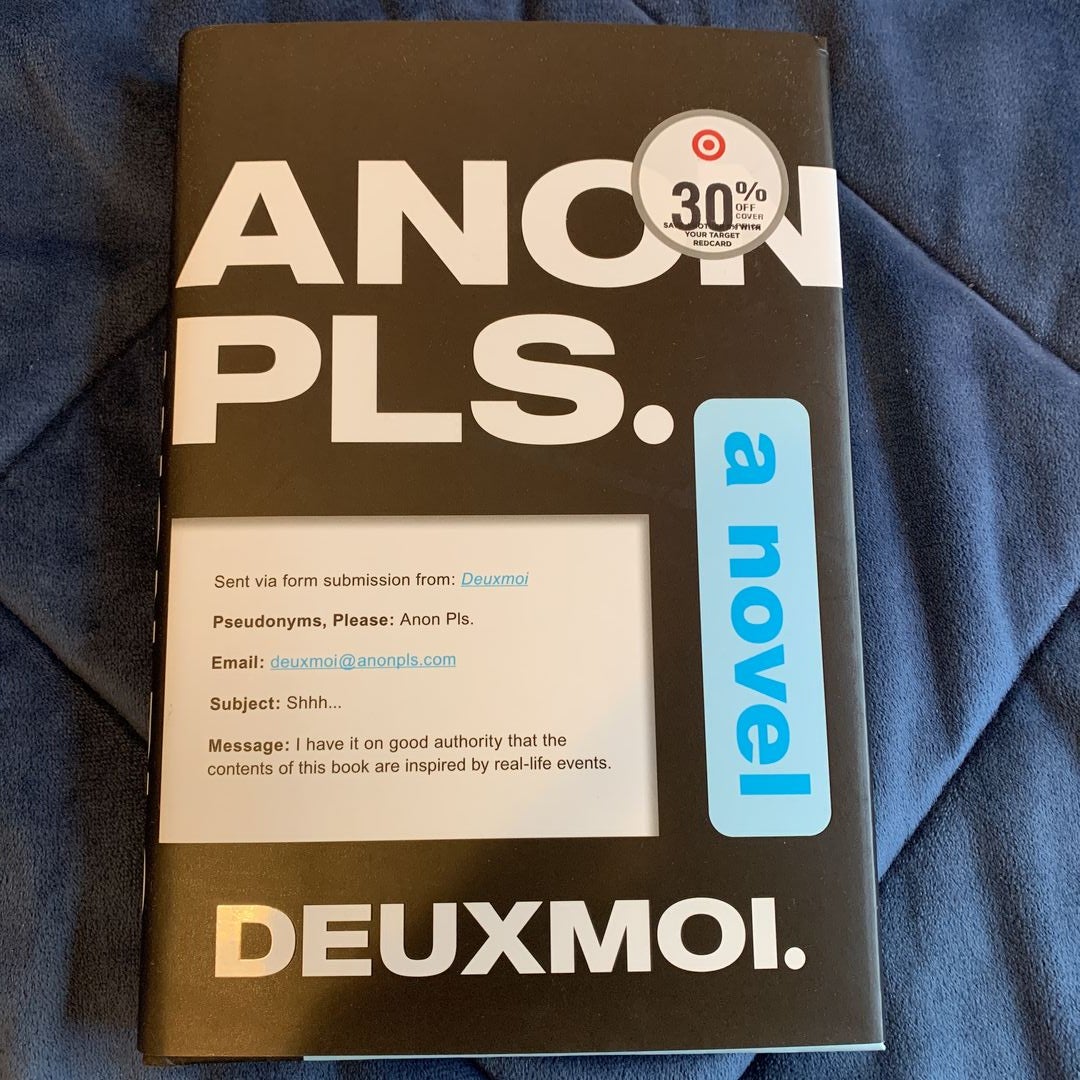 ANON
30%
OFF
COVER
PRICE
WITH
YOUR TARGET
REDCARD
PLS.
a novel
Sent via form submission from: Deuxmoi
Pseudonyms, Please: Anon Pls.
Email: deuxmoi@anonpls.com
Subject: Shhh...
Message: I have it on good authority that the
contents of this book are inspired by real-life events.
DEUXMOI.